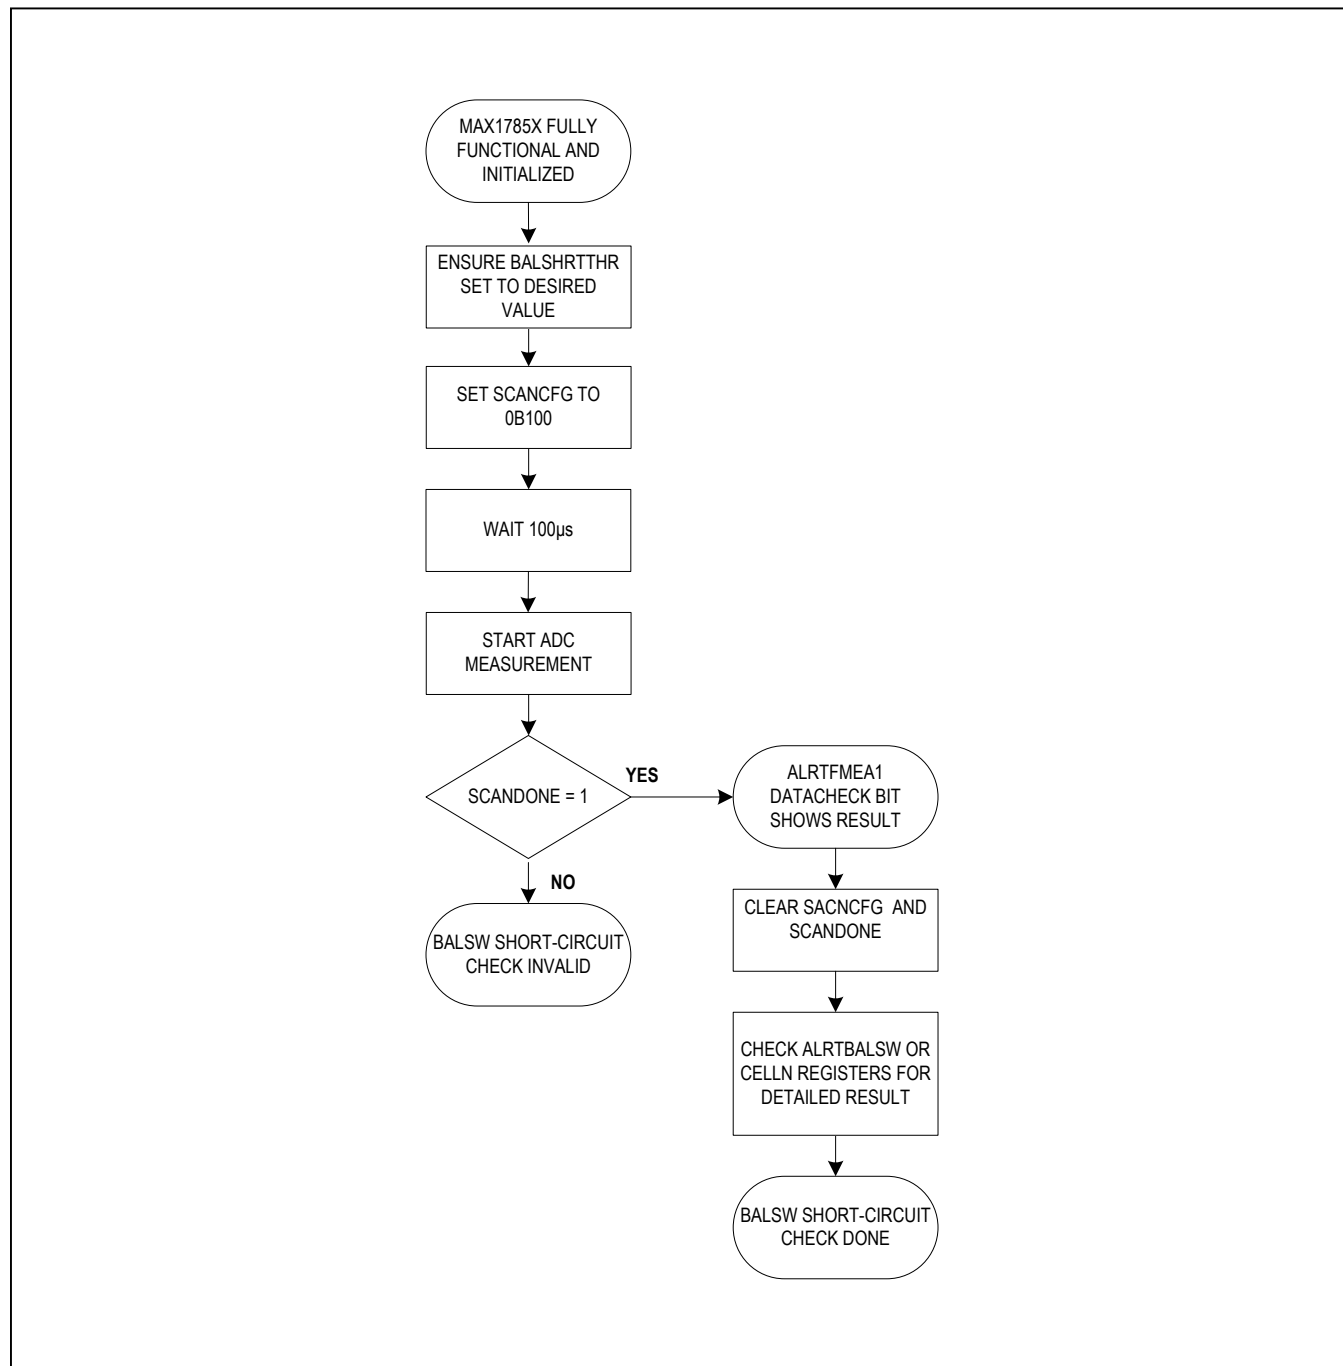 MAX1785X FULLY
FUNCTIONAL AND
INITIALIZED
ENSURE BALSHRTTHR
SET TO DESIRED
VALUE
SET SCANCFG TO
0B100
WAIT 100µs
START ADC
MEASUREMENT
SCANDONE = 1
YES
NO
BALSW SHORT-CIRCUIT
CHECK INVALID
ALRTFMEA1
DATACHECK BIT
SHOWS RESULT
CLEAR SACNCFG AND
SCANDONE
CHECK ALRTBALSW OR
CELLN REGISTERS FOR
DETAILED RESULT
BALSW SHORT-CIRCUIT
CHECK DONE